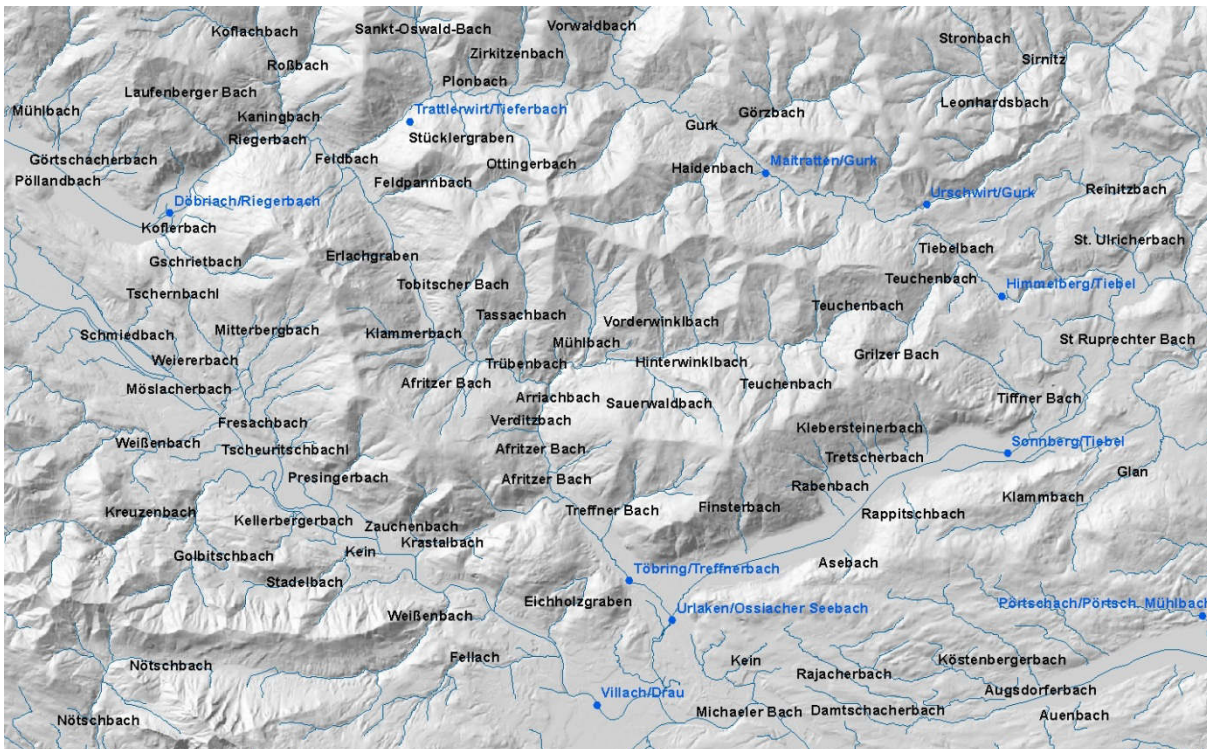 Vorwaldbach
Köflachbach
Sankt-Oswald-Bach
Stronbach
Zirkitzenbach
Sirnitz
Roßbach
Plonbach
Laufenberger Bach
Leonhardsbach
Mühlbach
Trattlerwirt/Tieferbach
Görzbach
Kaningbach
Gurk
Riegerbach
Stücklergraben
Görtschacherbach
Feldbach
Ottingerbach
Haidenbach
Maitratten/Gurk
Pöllandbach
Feldpannbach
Reinitzbach
Döbriach/Riegerbach
Urschwirt/Gurk
Koflerbach
St. Ulricherbach
Tiebelbach
Gschrietbach
Erlachgraben
Teuchenbach
Tobitscher Bach
Himmelberg/Tiebel
Tschernbachl
Teuchenbach
Tassachbach
Vorderwinklbach
Mitterbergbach
Schmiedbach
Klammerbach
Mühlbach
St Ruprechter Bach
Weiererbach
Trübenbach
Hinterwinklbach
Grilzer Bach
Afritzer Bach
Teuchenbach
Möslacherbach
Arriachbach
Sauerwaldbach
Tiffner Bach
Fresachbach
Verditzbach
Klebersteinerbach
Weißenbach
Tscheuritschbachl
Afritzer Bach
Tretscherbach
Sonnberg/Tiebel
Presingerbach
Afritzer Bach
Rabenbach
Glan
Klammbach
Kreuzenbach
Kellerbergerbach
Zauchenbach
Treffner Bach
Finsterbach
Rappitschbach
Krastalbach
Golbitschbach
Kein
Asebach
Stadelbach
Töbring/Treffnerbach
Eichholzgraben
Pörtschach/Pörtsch. Mühlbach
Weißenbach
Urlaken/Ossiacher Seebach
Nötschbach
Fellach
Kein
Köstenbergerbach
Rajacherbach
Villach/Drau
Augsdorferbach
Nötschbach
Michaeler Bach
Damtschacherbach
Auenbach